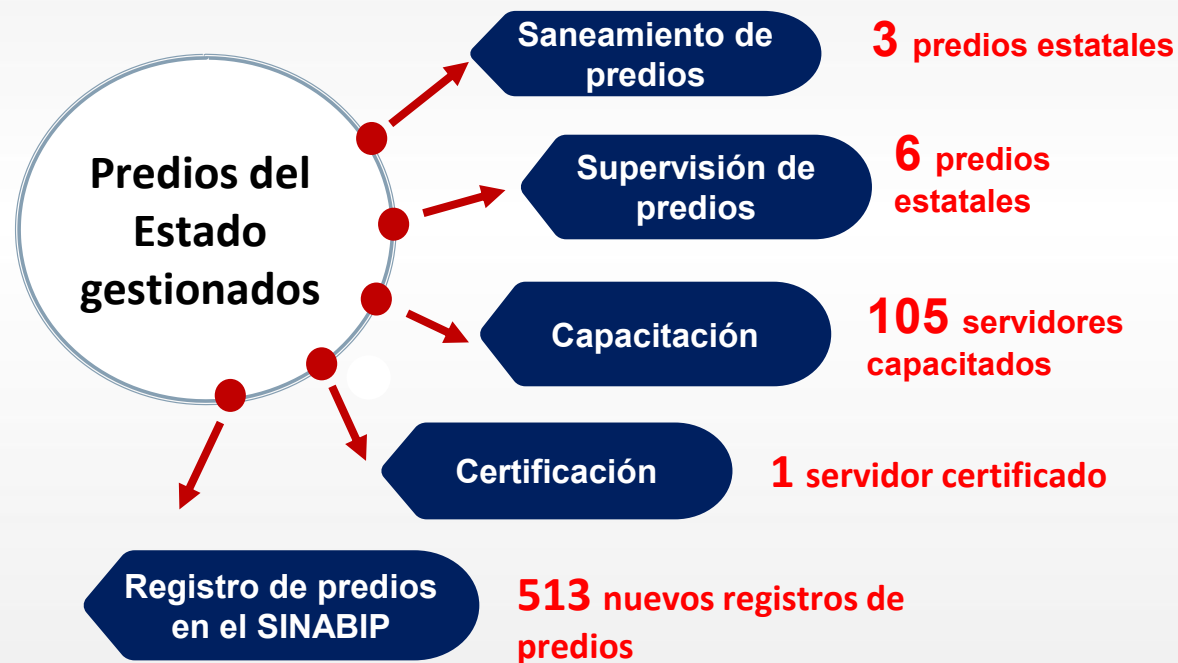 Predios del
Estado
gestionados
Saneamiento de
predios
3 predios estatales
Supervisión de
predios
6 predios
estatales
Capacitación
105 servidores
capacitados
Certificación
1 servidor certificado
Registro de predios
en el SINABIP
513 nuevos registros de
predios